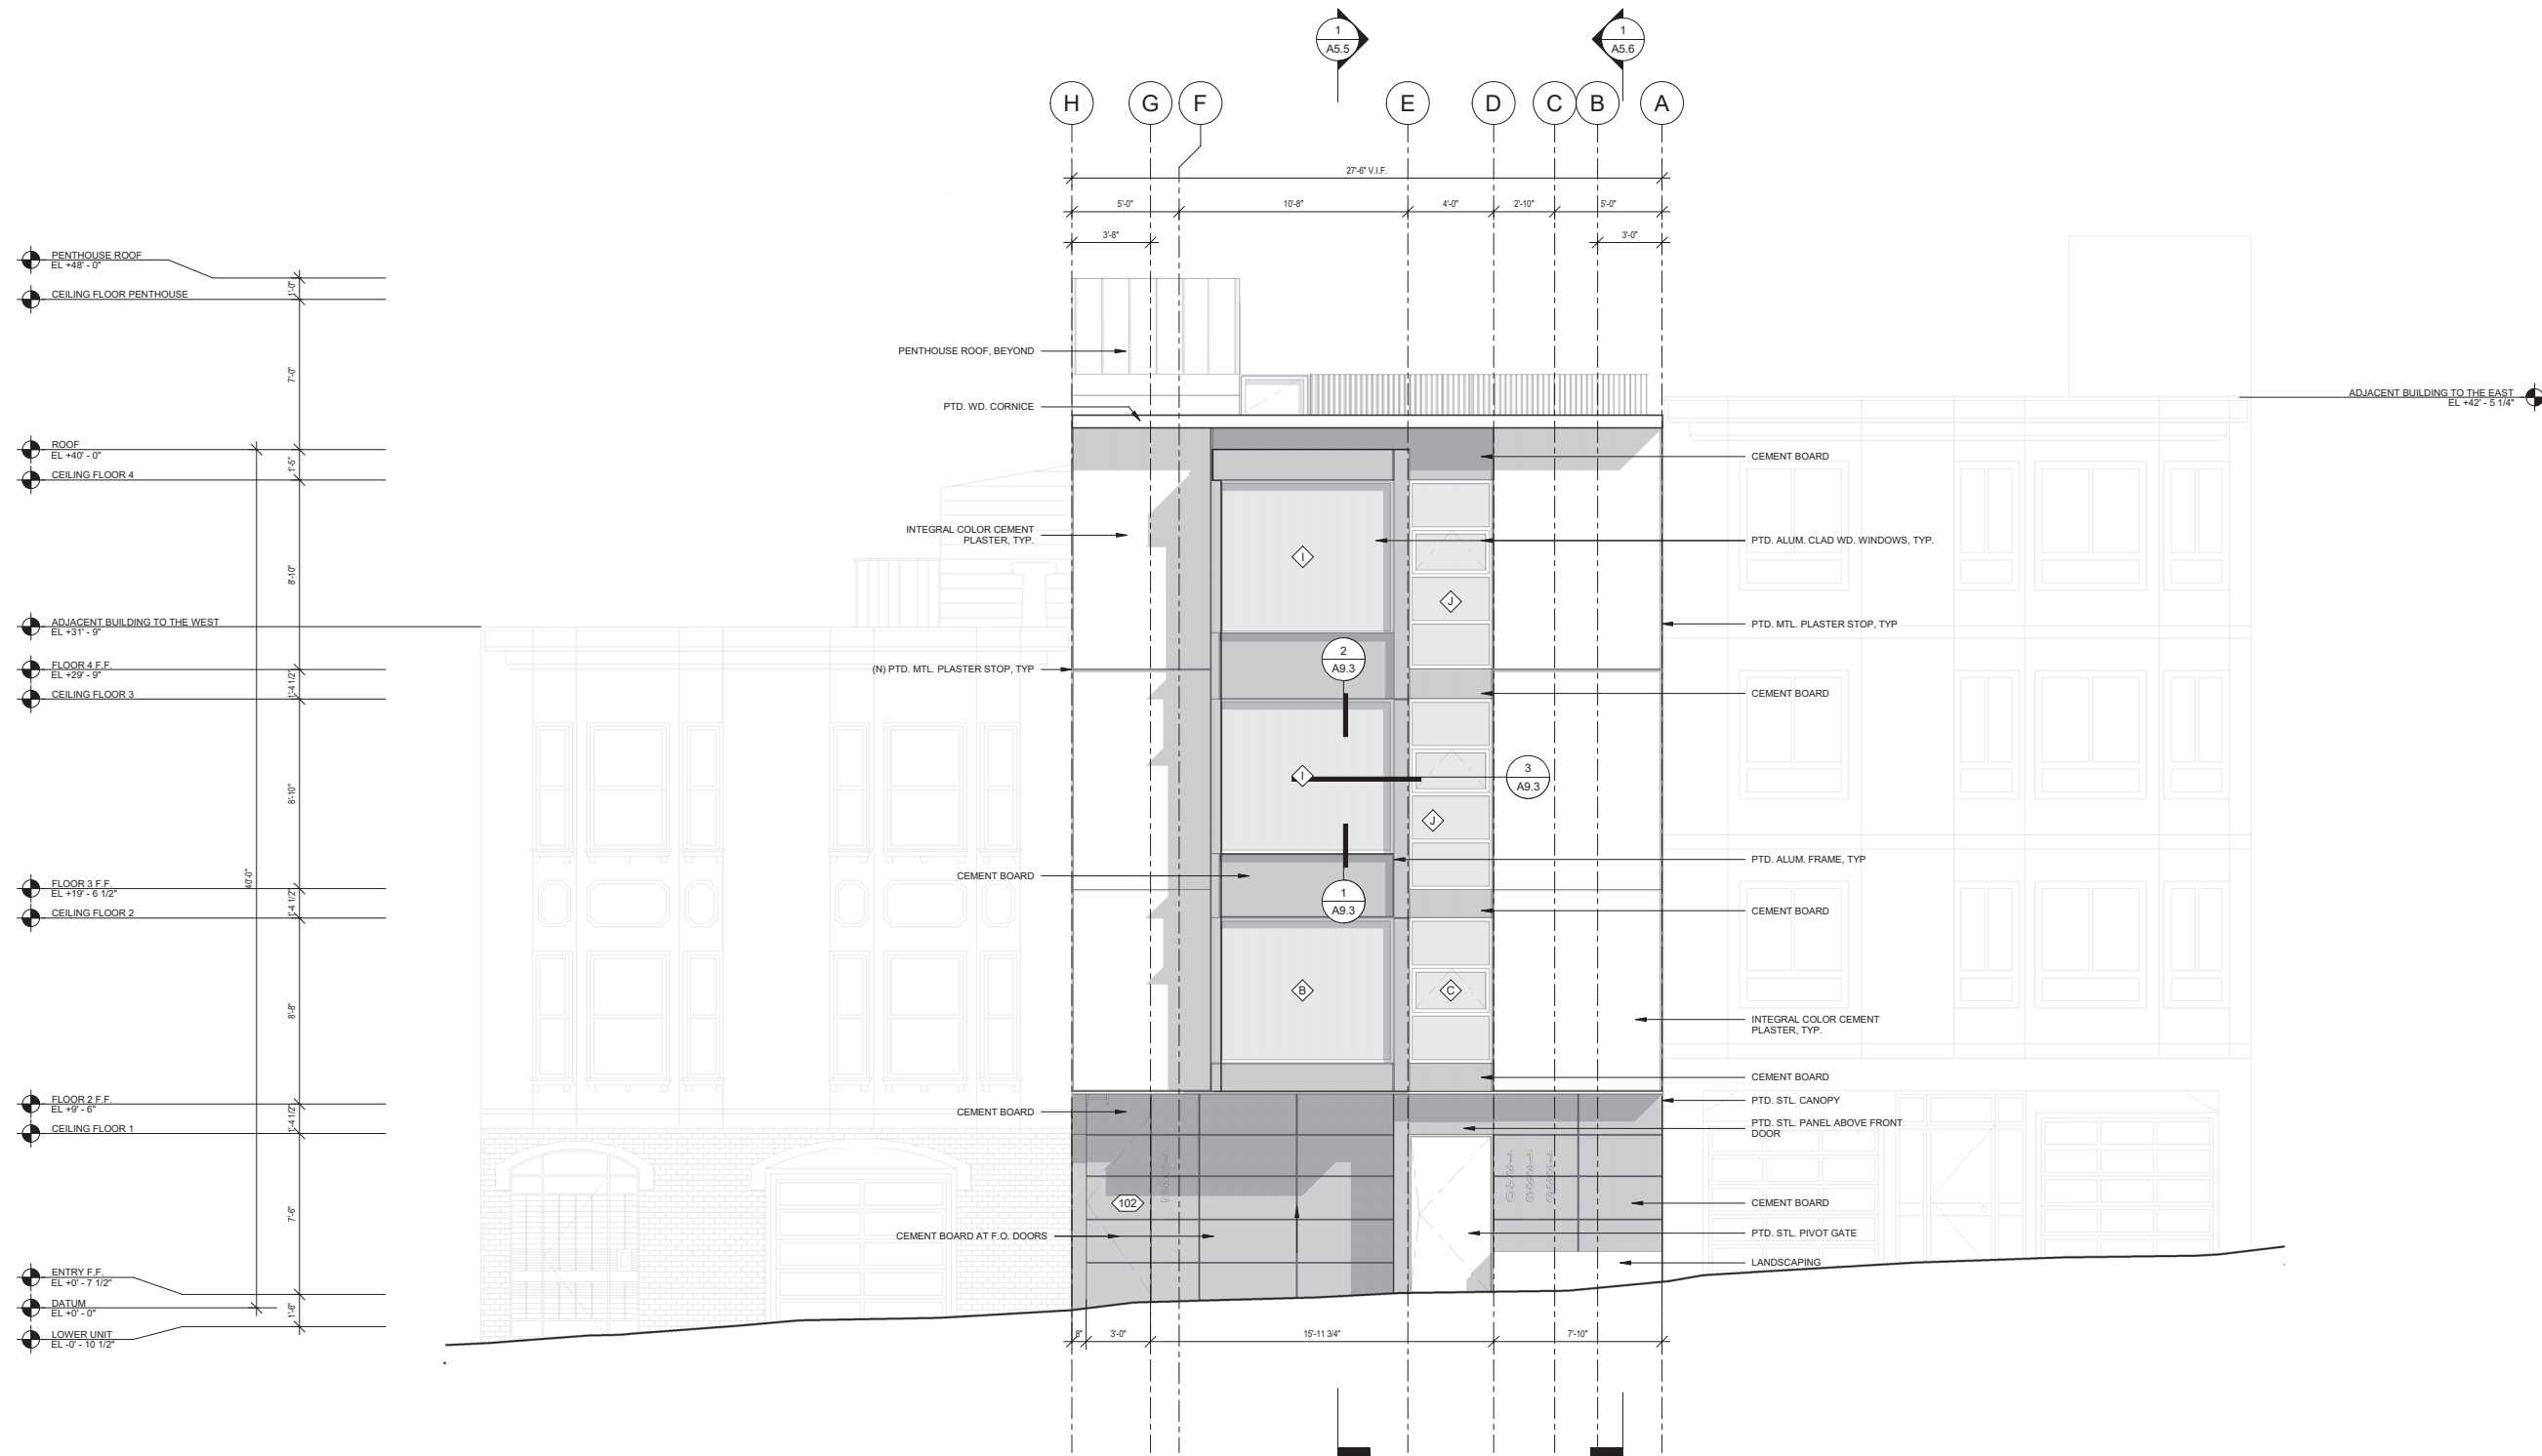 1
A5.5
1
A5.6
H
G
F
E
D
C
B
A
27'-6" V.I.F.
5'-0"
10'-8"
4'-0"
2'-10"
5'-0"
3'-8"
3'-0"
PENTHOUSE ROOF
EL +48' - 0"
1'-0"
CEILING FLOOR PENTHOUSE
7'-0"
ROOF
EL +40' - 0"
1'-5"
CEILING FLOOR 4
8'-10"
ADJACENT BUILDING TO THE WEST
EL +31' - 9"
FLOOR 4 F.F.
EL +29' - 9"
1'-4 1/2"
CEILING FLOOR 3
8'-10"
40'-0"
FLOOR 3 F.F.
EL +19' - 6 1/2"
1'-4 1/2"
CEILING FLOOR 2
8'-8"
FLOOR 2 F.F.
EL +9' - 6"
1'-4 1/2"
CEILING FLOOR 1
7'-6"
ENTRY F.F.
EL +0' - 7 1/2"
DATUM
EL +0' - 0"
1'-6"
LOWER UNIT
EL -0' - 10 1/2"
PENTHOUSE ROOF, BEYOND
PTD. WD. CORNICE
INTEGRAL COLOR CEMENT
PLASTER, TYP.
(N) PTD. MTL. PLASTER STOP, TYP
CEMENT BOARD
CEMENT BOARD
CEMENT BOARD AT F.O. DOORS
I
J
2
A9.3
I
3
A9.3
J
1
A9.3
B
C
102
ADJACENT BUILDING TO THE EAST
EL +42' - 5 1/4"
CEMENT BOARD
PTD. ALUM. CLAD WD. WINDOWS, TYP.
PTD. MTL. PLASTER STOP, TYP
CEMENT BOARD
PTD. ALUM. FRAME, TYP
CEMENT BOARD
INTEGRAL COLOR CEMENT
PLASTER, TYP.
CEMENT BOARD
PTD. STL. CANOPY
PTD. STL. PANEL ABOVE FRONT
DOOR
CEMENT BOARD
PTD. STL. PIVOT GATE
LANDSCAPING
8"
3'-0"
15'-11 3/4"
7'-10"